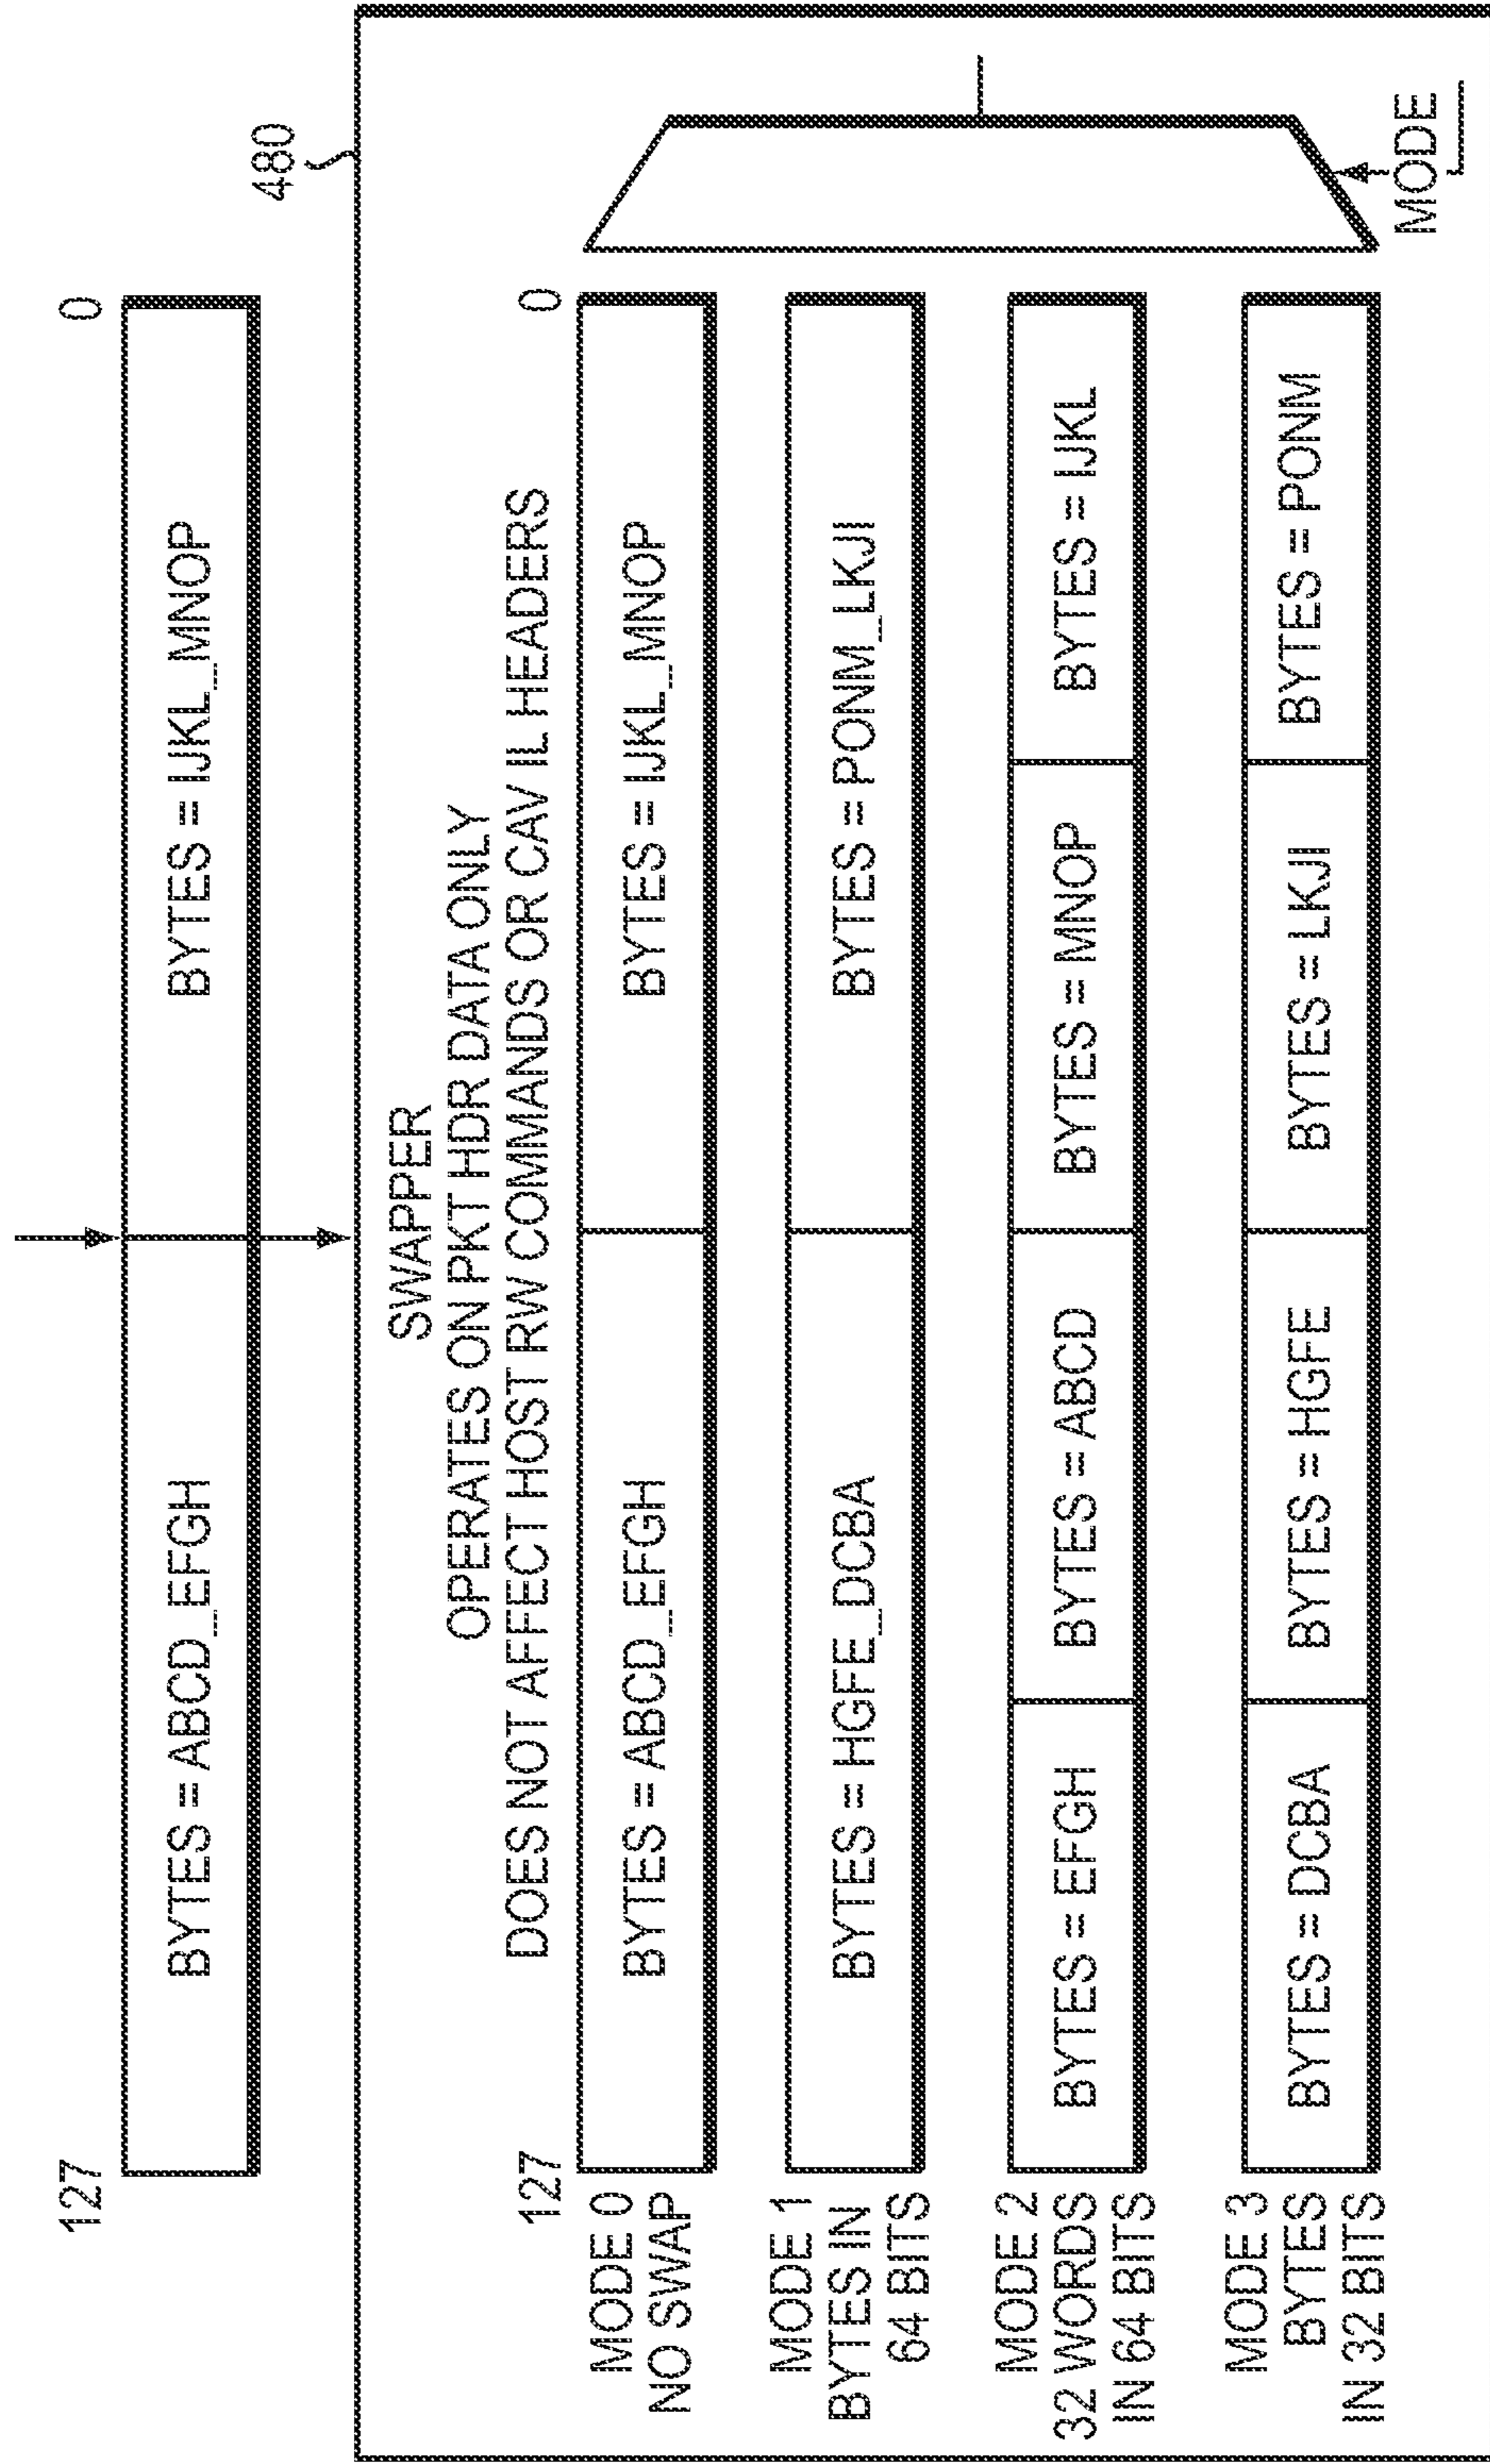 127
0
BYTES = ABCD_EFGH
BYTES = IJKL_MNOP
480
SWAPPER
OPERATES ON PKT HDR DATA ONLY
DOES NOT AFFECT HOST RW COMMANDS OR CAV IL HEADERS
127
0
MODE 0
NO SWAP
BYTES = ABCD_EFGH
BYTES = IJKL_MNOP
MODE 1
BYTES IN
64 BITS
BYTES = HGFE_DCBA
BYTES = PONM_LKJI
MODE 2
32 WORDS
IN 64 BITS
BYTES = EFGH
BYTES = ABCD
BYTES = MNOP
BYTES = IJKL
MODE 3
BYTES
IN 32 BITS
BYTES = DCBA
BYTES = HGFE
BYTES = LKJI
BYTES = PONM
MODE